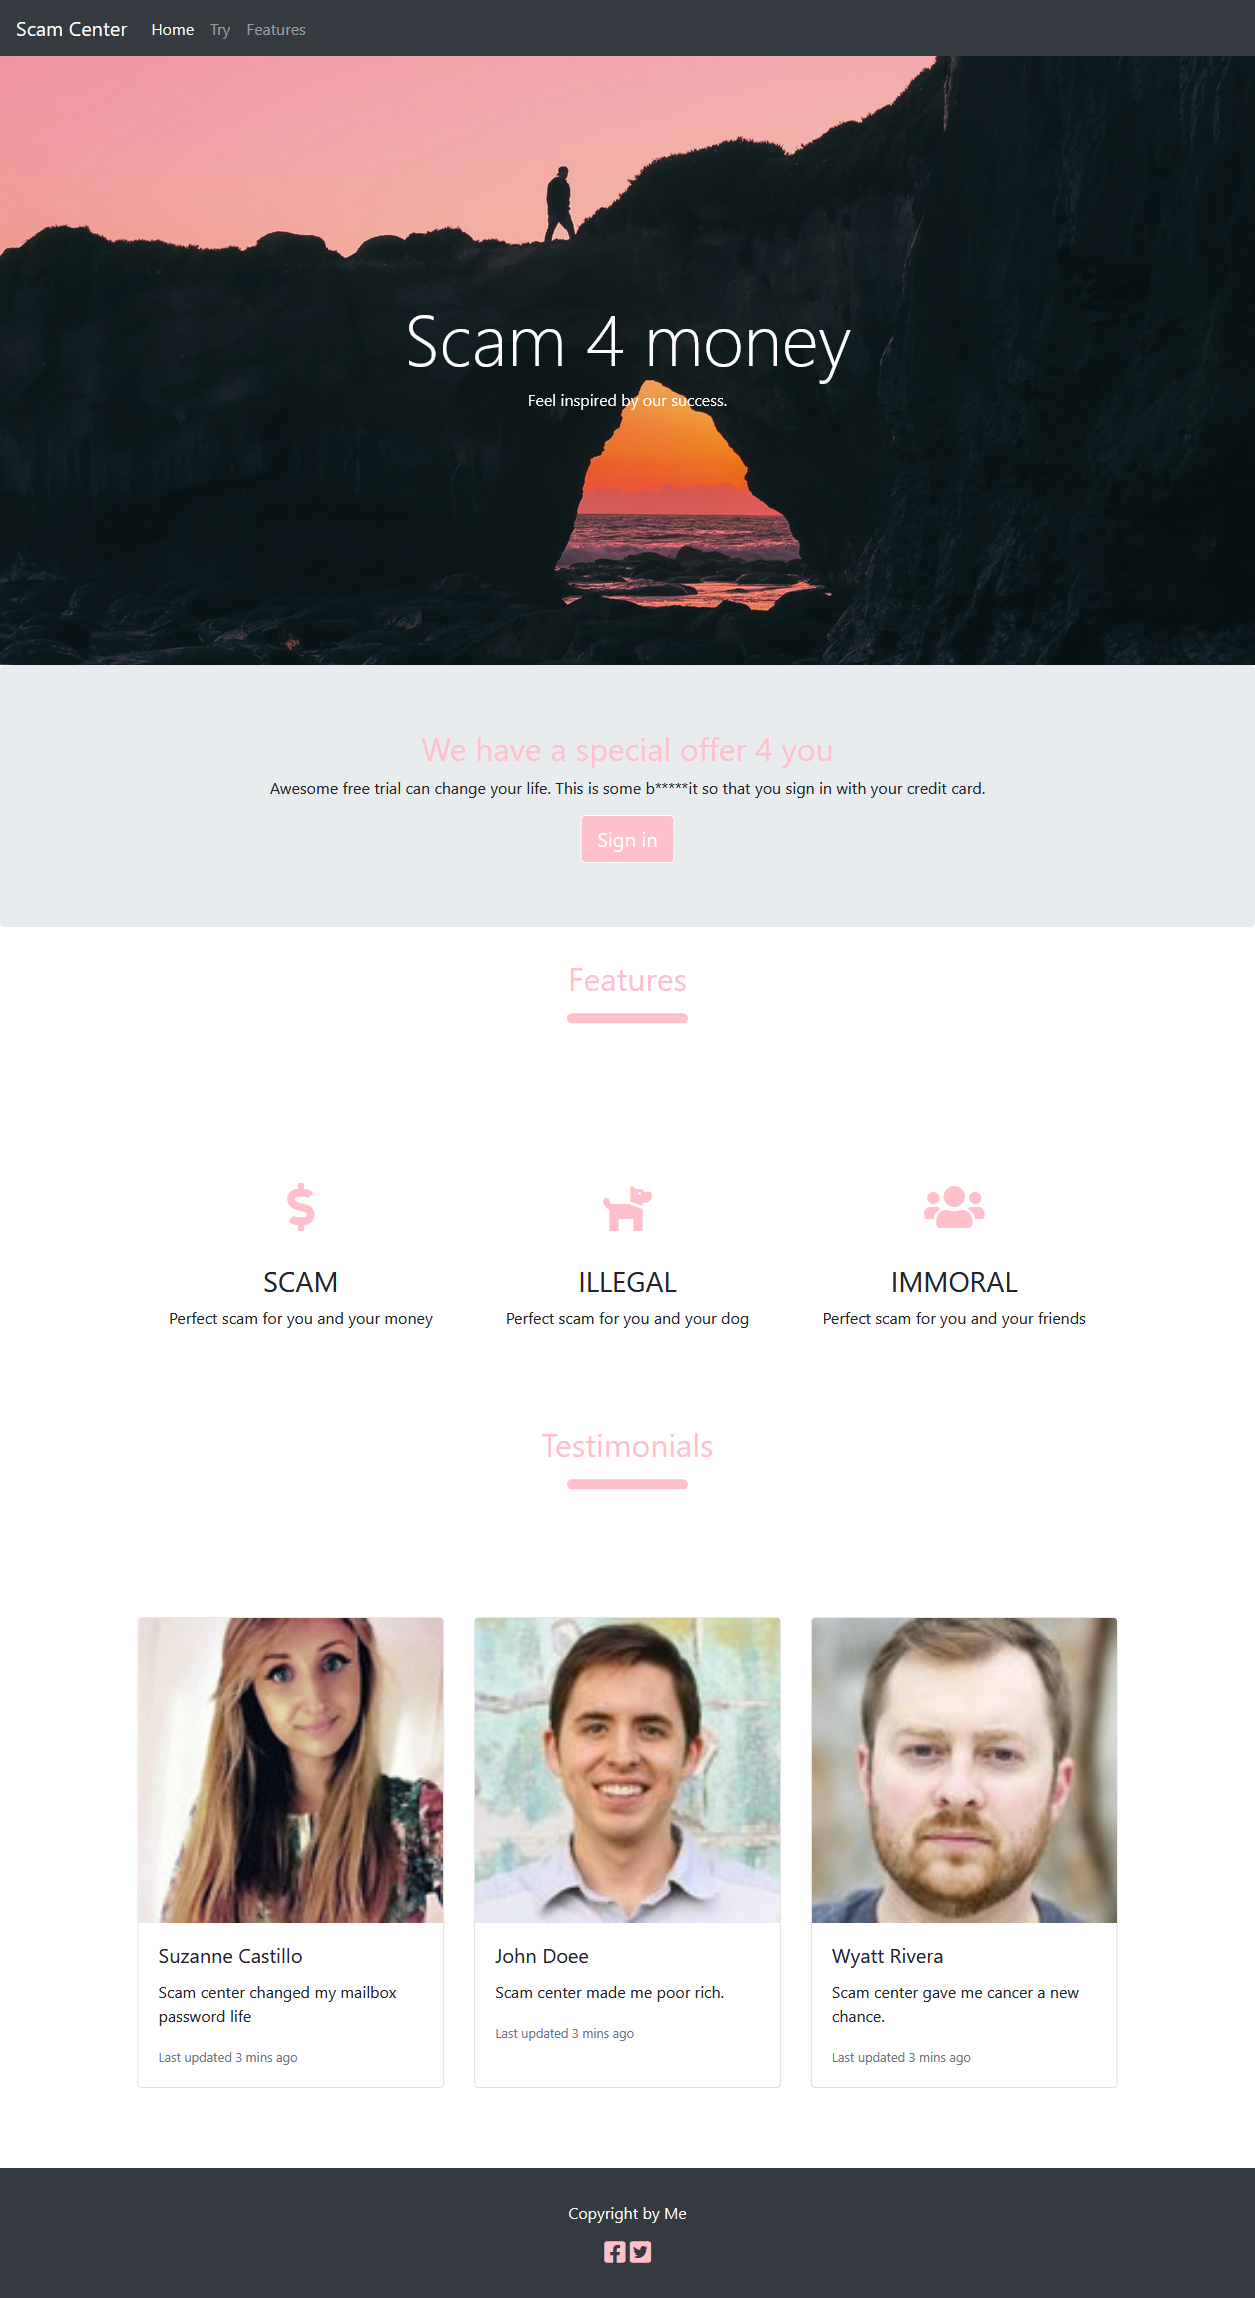 Scam Center Home Try Features
Scam 4 money
Feel inspired by our success.
We have a special offer 4 you
Awesome free trial can change your life. This is some b*****it so that you sign in with your credit card.
Sign in
Features
SCAM
Perfect scam for you and your money
ILLEGAL
Perfect scam for you and your dog
IMMORAL
Perfect scam for you and your friends
Testimonials
Suzanne Castillo
Scam center changed my mailbox
password life
Last updated 3 mins ago
John Doee
Scam center made me poor rich.
Last updated 3 mins ago
Wyatt Rivera
Scam center gave me cancer a new
chance.
Last updated 3 mins ago
Copyright by Me